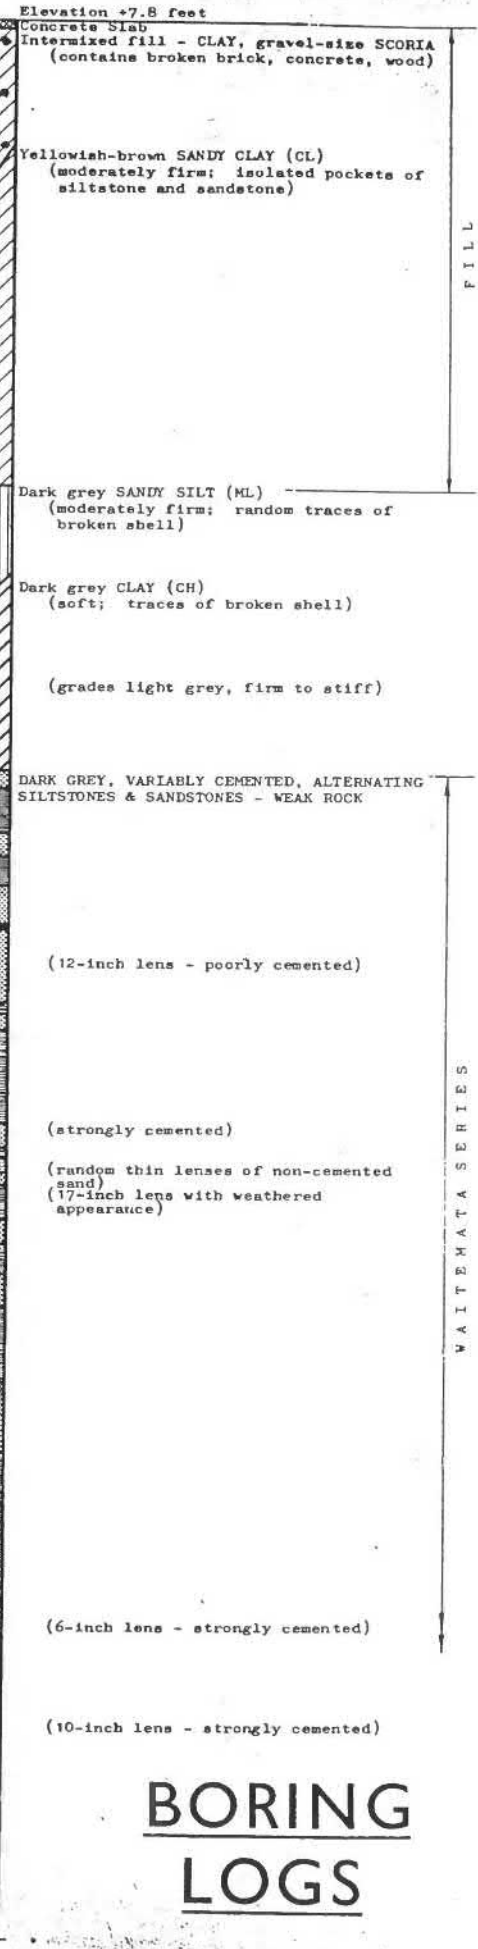 Elevation +7.8 feet
Concrete Slab
Intermixed fill - CLAY, gravel-size SCORIA
(contains broken brick, concrete, wood)
Yellowish-brown SANDY CLAY (CL)
(moderately firm; isolated pockets of
siltstone and sandstone)
FILL
Dark grey SANDY SILT (ML)
(moderately firm; random traces of
broken shell)
Dark grey CLAY (CH)
(soft; traces of broken shell)
(grades light grey, firm to stiff)
DARK GREY, VARIABLY CEMENTED, ALTERNATING
SILTSTONES & SANDSTONES - WEAK ROCK
(12-inch lens - poorly cemented)
WAITEMATA SERIES
(strongly cemented)
(random thin lenses of non-cemented
sand)
(17-inch lens with weathered
appearance)
(6-inch lens - strongly cemented)
(10-inch lens - strongly cemented)
BORING
LOGS